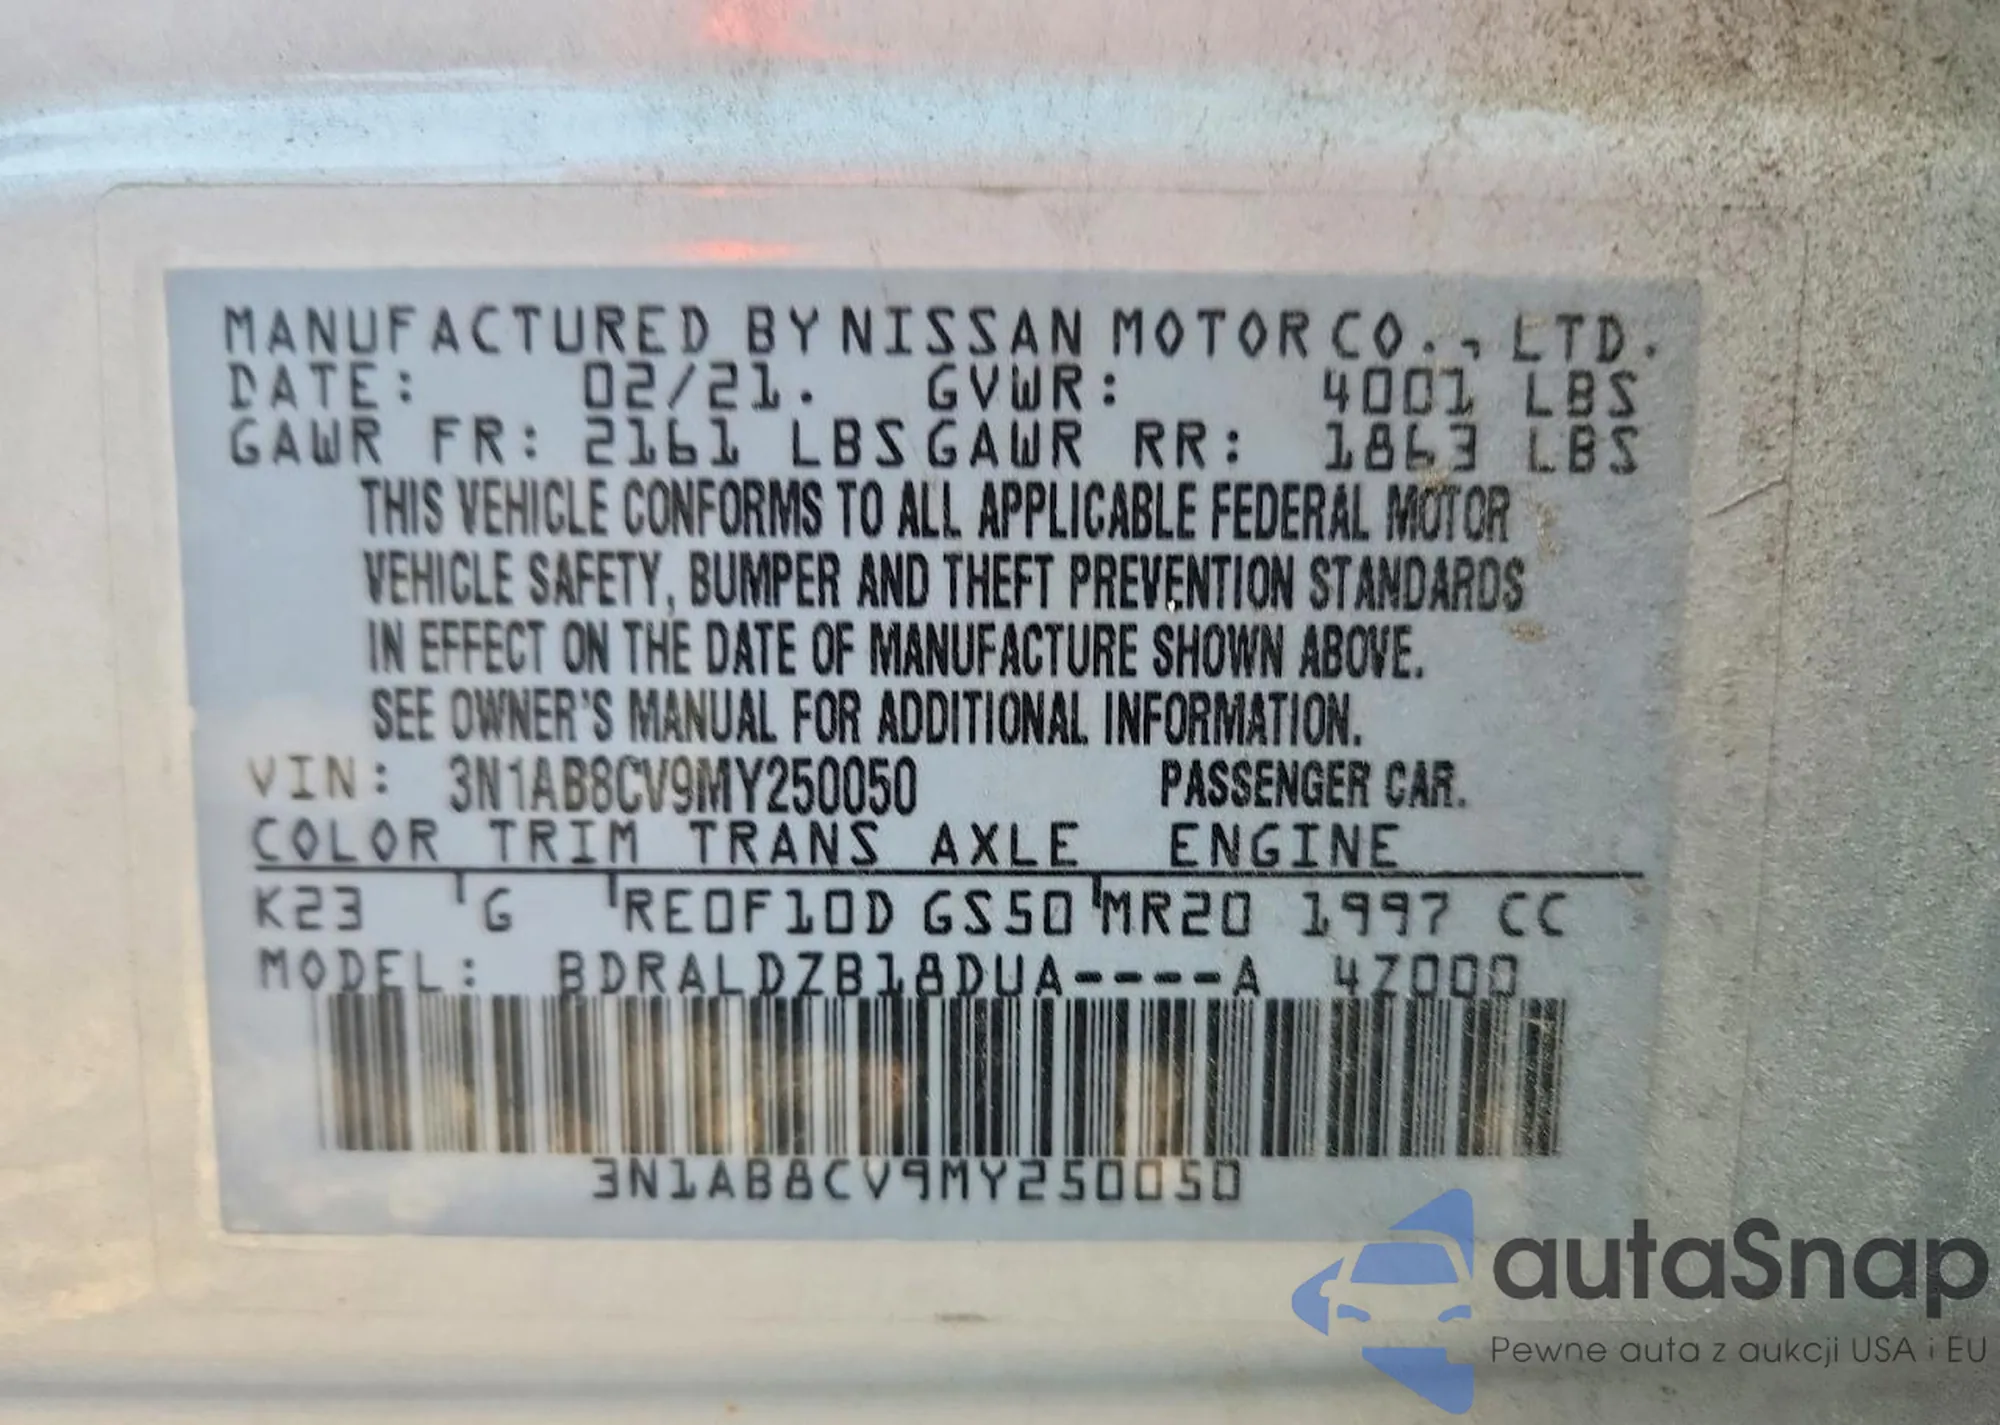 MANUFACTURED BY NISSAN MOTOR CO., LTD.
DATE: 02/21. GVWR: 4001 LBS
GAWR FR: 2161 LBS GAWR RR: 1863 LBS
THIS VEHICLE CONFORMS TO ALL APPLICABLE FEDERAL MOTOR
VEHICLE SAFETY, BUMPER AND THEFT PREVENTION STANDARDS
IN EFFECT ON THE DATE OF MANUFACTURE SHOWN ABOVE.
SEE OWNER'S MANUAL FOR ADDITIONAL INFORMATION.
VIN: 3N1AB8CV9MY250050 PASSENGER CAR.
COLOR TRIM TRANS AXLE ENGINE
K23 G RE0F10D GS50 MR20 1997 CC
MODEL: BDRALDZB18DUA----A 4Z000
3N1AB8CV9MY250050
autaSnap
Pewne auta z aukcji USA i EU